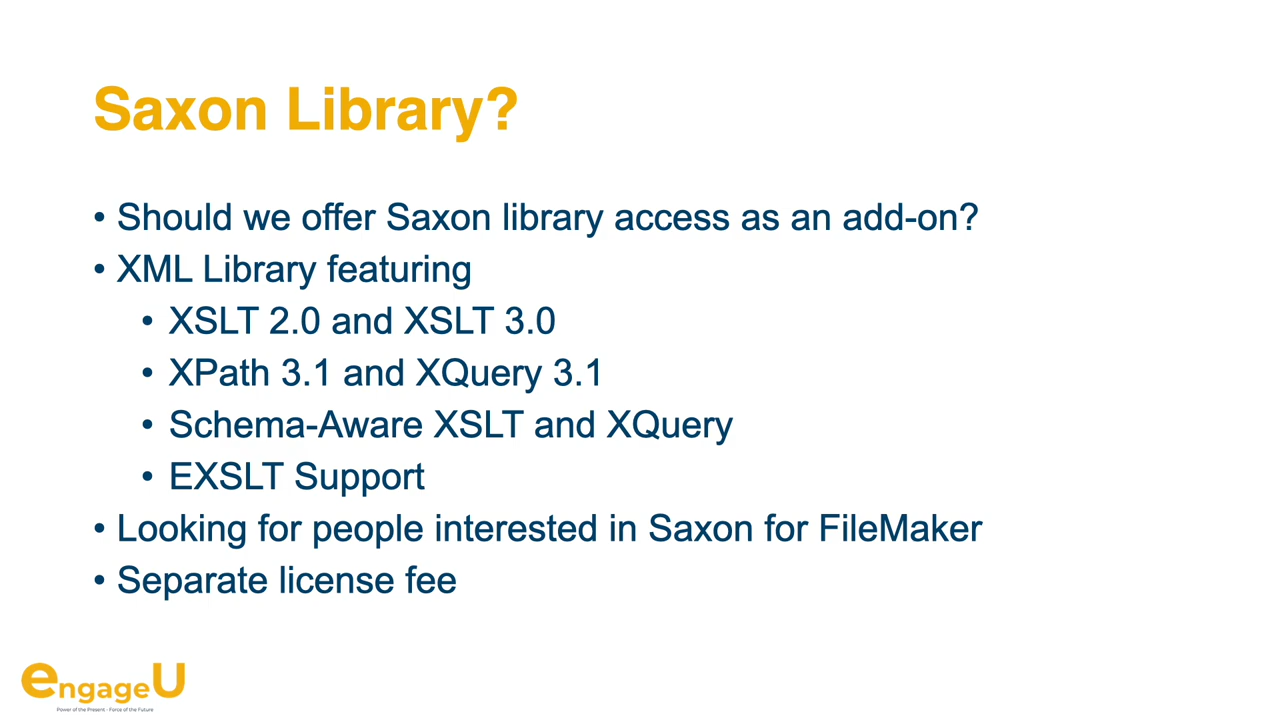 Saxon Library?
• Should we offer Saxon library access as an add-on?
• XML Library featuring
• XSLT 2.0 and XSLT 3.0
• XPath 3.1 and XQuery 3.1
• Schema-Aware XSLT and XQuery
• EXSLT Support
• Looking for people interested in Saxon for FileMaker
• Separate license fee
engageU
Power of the Present - Force of the Future